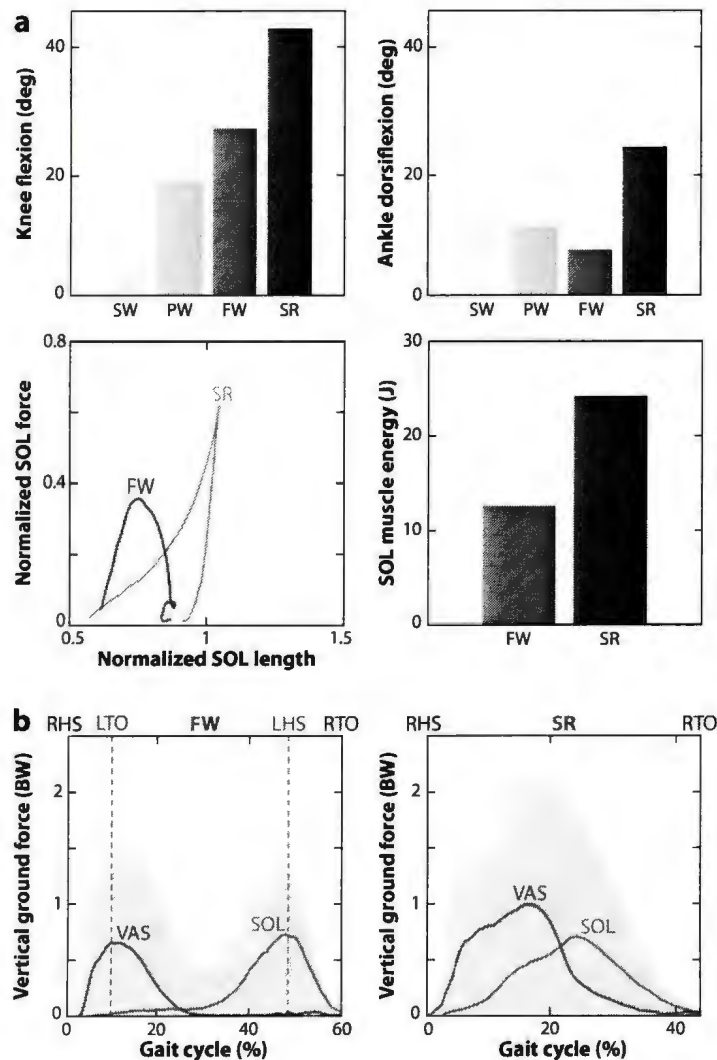 a
Knee flexion (deg)
40
20
0
SW PW FW SR
Ankle dorsiflexion (deg)
40
20
0
SW PW FW SR
Normalized SOL force
0.8
0.4
0
SR
FW
0.5 1 1.5
Normalized SOL length
SOL muscle energy (J)
30
20
10
0
FW SR
b
RHS LTO FW LHS RTO
Vertical ground force (BW)
2
1
0
VAS
SOL
0 20 40 60
Gait cycle (%)
RHS SR RTO
Vertical ground force (BW)
2
1
0
VAS
SOL
0 20 40
Gait cycle (%)